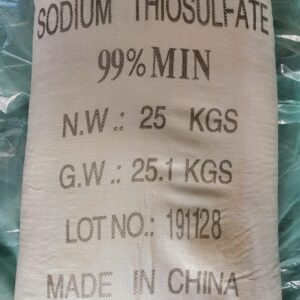 SODIUM THIOSULFATE
99% MIN
N.W.: 25 KGS
G.W.: 25.1 KGS
LOT NO.: 191128
MADE IN CHINA